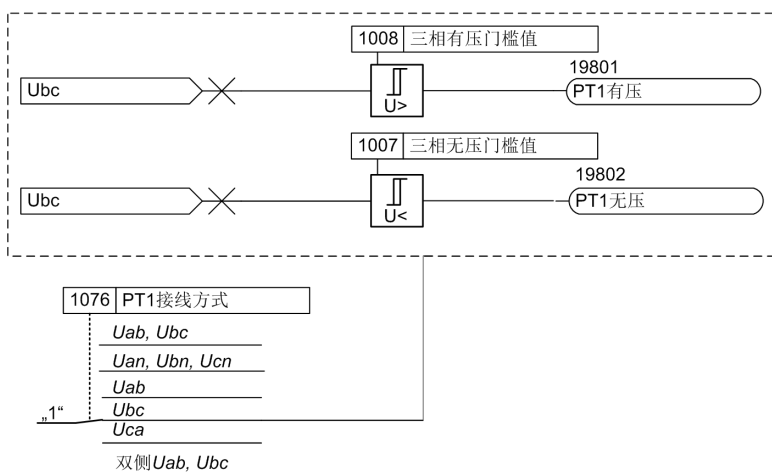 1008 三相有压门槛值
19801
Ubc
U>
PT1有压
1007 三相无压门槛值
19802
Ubc
U<
PT1无压
1076 PT1接线方式
Uab, Ubc
Uan, Ubn, Ucn
Uab
„1“
Ubc
Uca
双侧Uab, Ubc